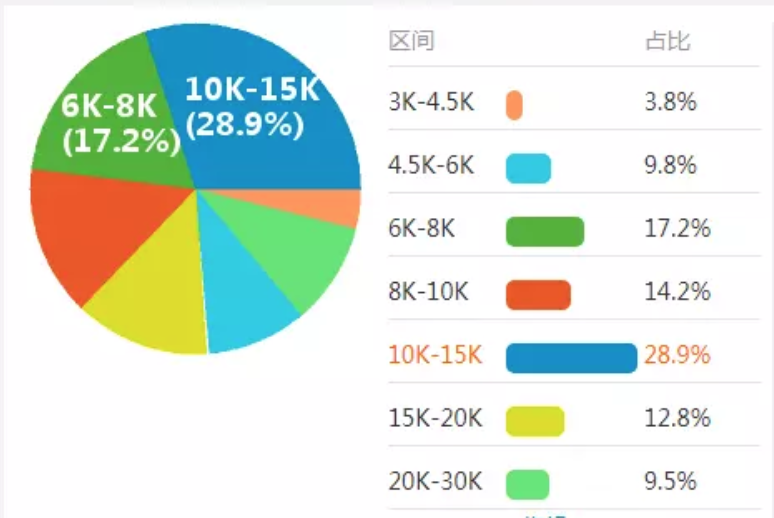 10K-15K
(28.9%)
6K-8K
(17.2%)
区间 占比
3K-4.5K 3.8%
4.5K-6K 9.8%
6K-8K 17.2%
8K-10K 14.2%
10K-15K 28.9%
15K-20K 12.8%
20K-30K 9.5%